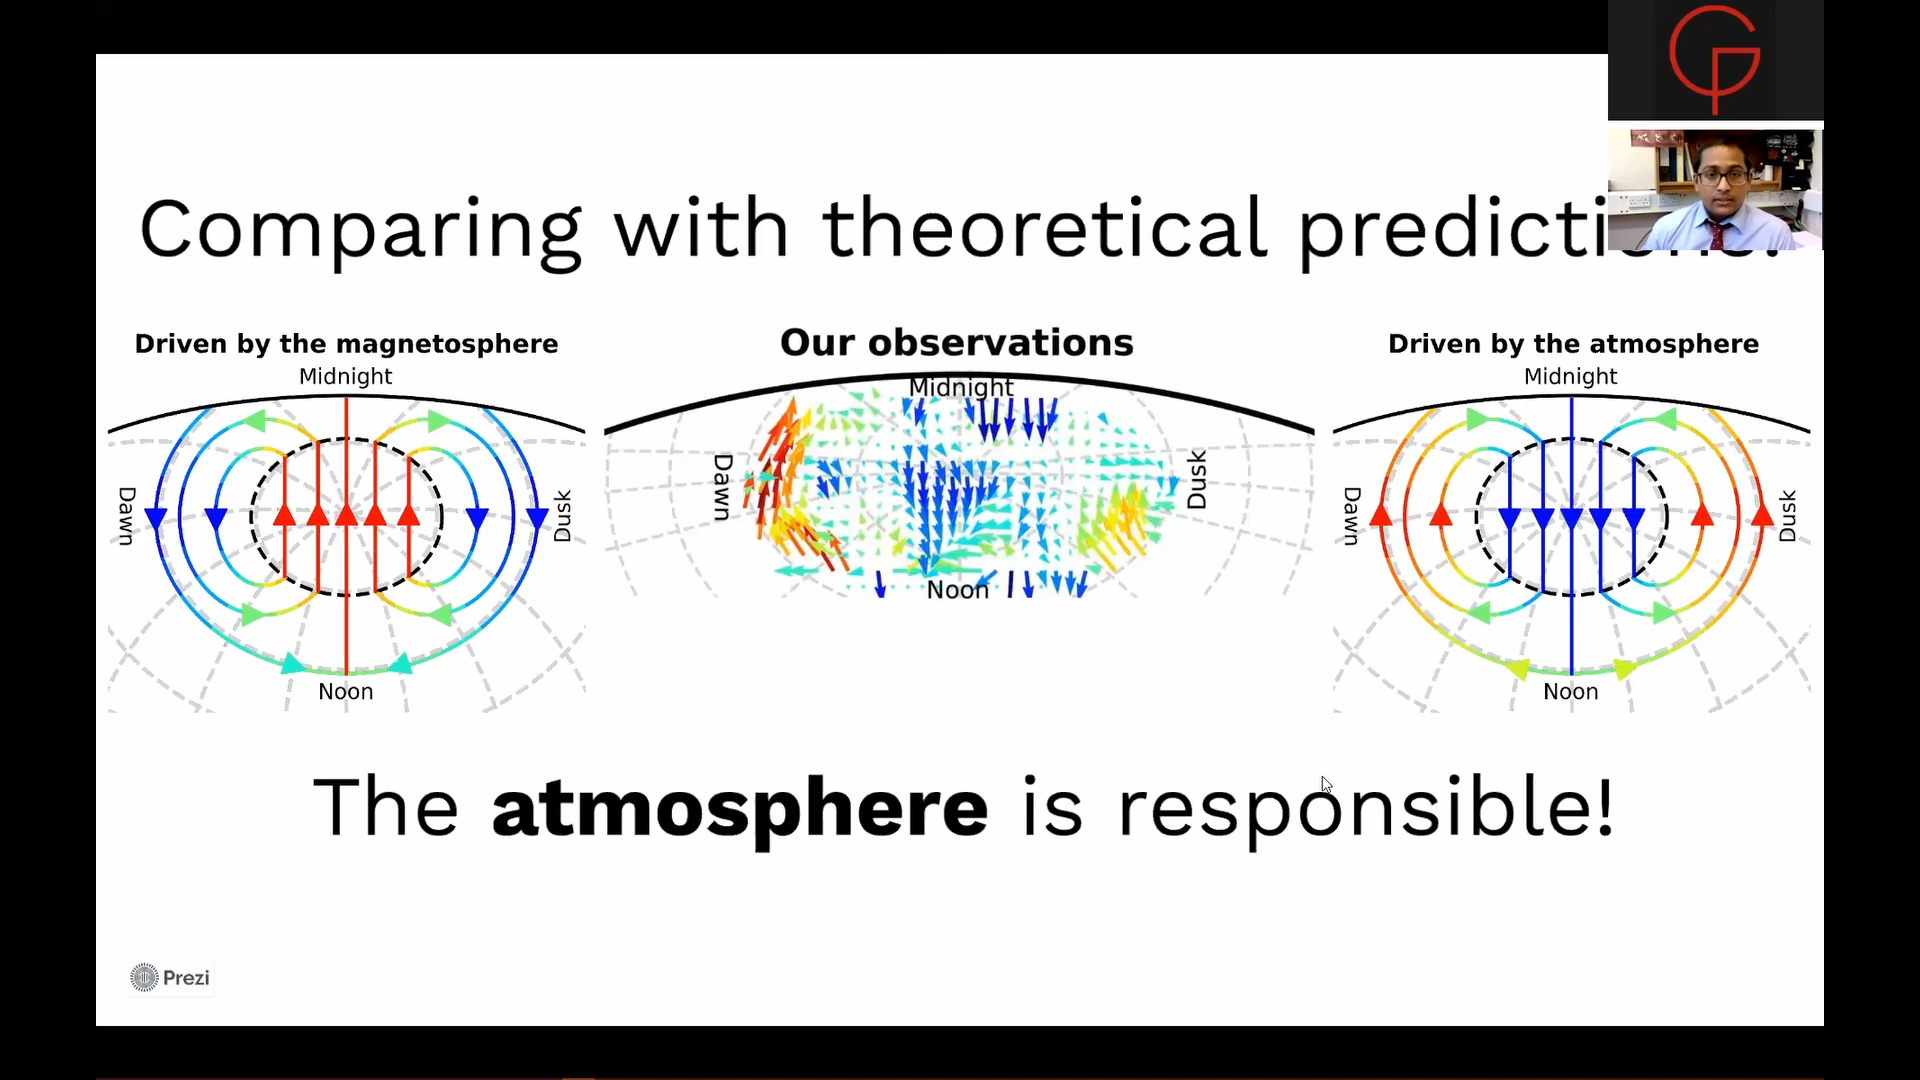 Comparing with theoretical
Driven by the magnetosphere
Midnight
Dawn
Dusk
Noon
Our observations
Midnight
Dawn
Dusk
Noon
Driven by the atmosphere
Midnight
Dawn
Dusk
Noon
The atmosphere is responsible!
Prezi